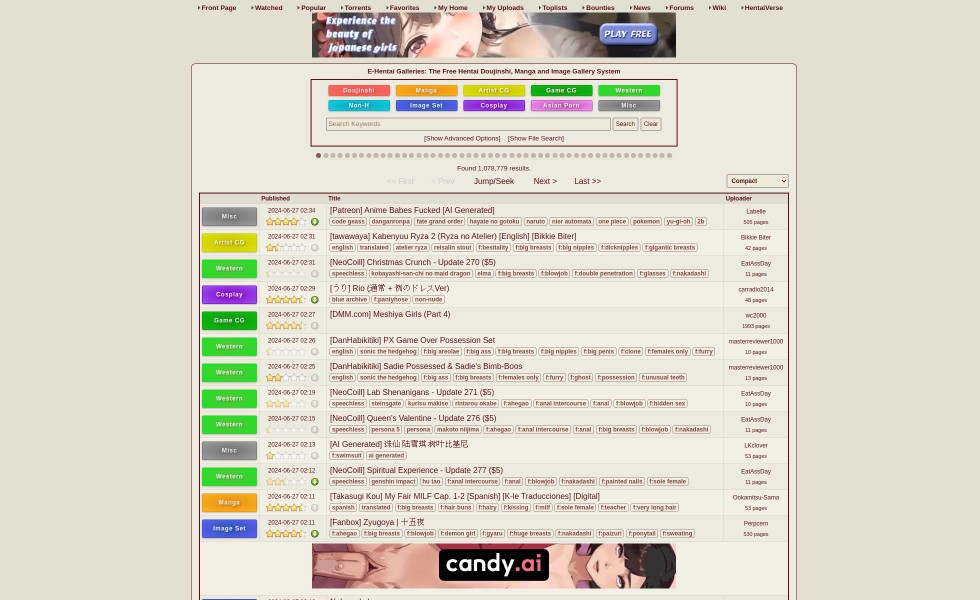 Front Page Watched Popular Torrents Favorites My Home My Uploads Toplists Bounties News Forums Wiki HentaiVerse
Experience the
beauty of
japanese girls
PLAY FREE
E-Hentai Galleries: The Free Hentai Doujinshi, Manga and Image Gallery System
Doujinshi Manga Artist CG Game CG Western
Non-H Image Set Cosplay Asian Porn Misc
Search Keywords Search Clear
[Show Advanced Options] [Show File Search]
Found 1,078,779 results.
<< First < Prev Jump/Seek Next > Last >> Compact
Published Title Uploader
Misc 2024-06-27 02:34 [Patreon] Anime Babes Fucked [AI Generated] Labelle
code geass danganronpa fate grand order hayate no gotoku naruto nier automata one piece pokemon yu-gi-oh 2b 505 pages
Artist CG 2024-06-27 02:31 [tawawaya] Kabenyuu Ryza 2 (Ryza no Atelier) [English] [Bikkie Biter] Bikkie Biter
english translated atelier ryza reisalin stout f:bestiality f:big breasts f:big nipples f:dicknipples f:gigantic breasts 42 pages
Western 2024-06-27 02:31 [NeoCoill] Christmas Crunch - Update 270 ($5) EatAssDay
speechless kobayashi-san-chi no maid dragon elma f:big breasts f:blowjob f:double penetration f:glasses f:nakadashi 11 pages
Cosplay 2024-06-27 02:29 [うり] Rio (通常 + 例のドレスVer) carradio2014
blue archive f:pantyhose non-nude 48 pages
Game CG 2024-06-27 02:27 [DMM.com] Meshiya Girls (Part 4) wc2000
1993 pages
Western 2024-06-27 02:26 [DanHabikitiki] PX Game Over Possession Set masterreviewer1000
english sonic the hedgehog f:big areolae f:big ass f:big breasts f:big nipples f:big penis f:clone f:females only f:furry 10 pages
Western 2024-06-27 02:25 [DanHabikitiki] Sadie Possessed & Sadie's Bimb-Boos masterreviewer1000
english sonic the hedgehog f:big ass f:big breasts f:females only f:furry f:ghost f:possession f:unusual teeth 13 pages
Western 2024-06-27 02:19 [NeoCoill] Lab Shenanigans - Update 271 ($5) EatAssDay
speechless steinsgate kurisu makise rintarou okabe f:ahegao f:anal intercourse f:anal f:blowjob f:hidden sex 10 pages
Western 2024-06-27 02:15 [NeoCoill] Queen's Valentine - Update 276 ($5) EatAssDay
speechless persona 5 persona makoto niijima f:ahegao f:anal intercourse f:anal f:big breasts f:blowjob f:nakadashi 11 pages
Misc 2024-06-27 02:13 [AI Generated] 诛仙 陆雪琪 树叶比基尼 LKclover
f:swimsuit ai generated 53 pages
Western 2024-06-27 02:12 [NeoCoill] Spiritual Experience - Update 277 ($5) EatAssDay
speechless genshin impact hu tao f:anal intercourse f:anal f:blowjob f:nakadashi f:painted nails f:sole female 11 pages
Manga 2024-06-27 02:11 [Takasugi Kou] My Fair MILF Cap. 1-2 [Spanish] [K-le Traducciones] [Digital] Ookamitsu-Sama
spanish translated f:big breasts f:hair buns f:hairy f:kissing f:milf f:sole female f:teacher f:very long hair 53 pages
Image Set 2024-06-27 02:11 [Fanbox] Zyugoya | 十五夜 Perpcern
f:ahegao f:big breasts f:blowjob f:demon girl f:gyaru f:huge breasts f:nakadashi f:paizuri f:ponytail f:sweating 530 pages
candy.ai